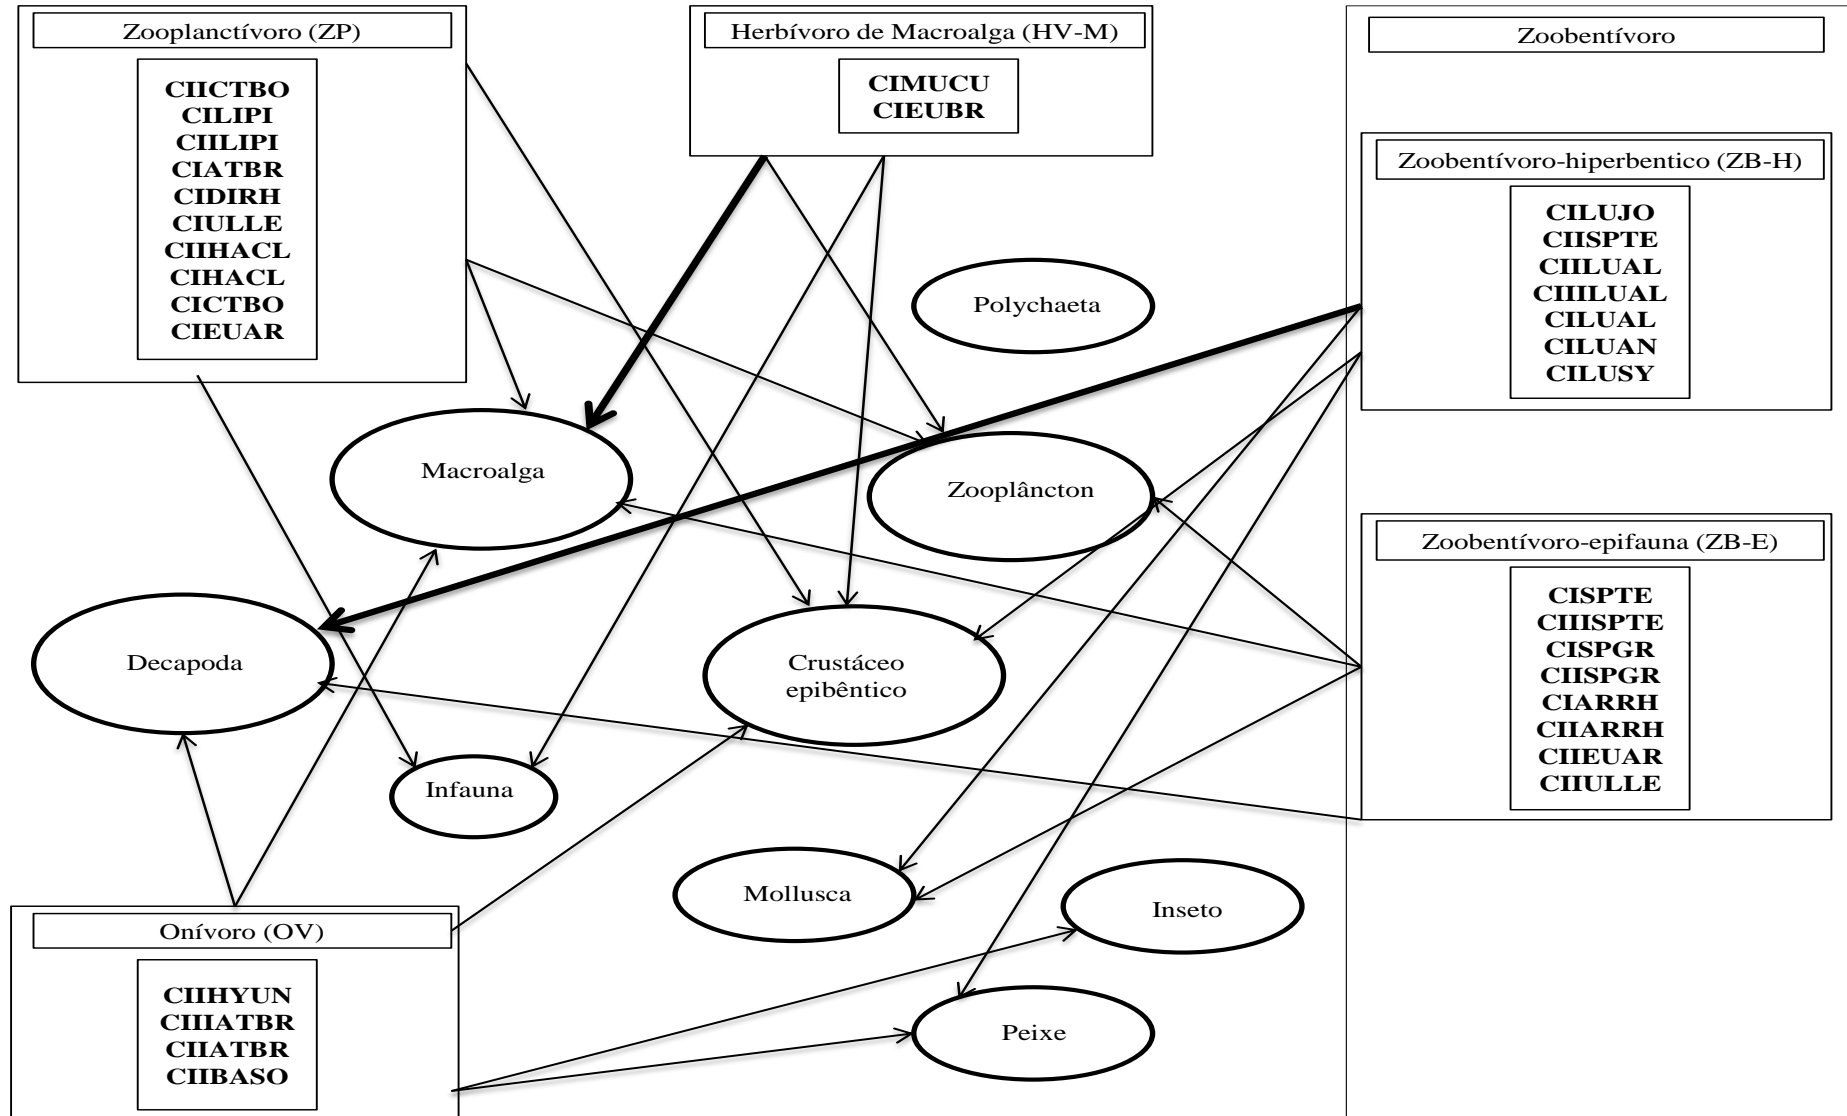 Zooplanctívoro (ZP)
CIICTBO
CILIPI
CIILIPI
CIATBR
CIDIRH
CIULLE
CIIHACL
CIHACL
CICTBO
CIEUAR
Herbívoro de Macroalga (HV-M)
CIMUCU
CIEUBR
Zoobentívoro
Zoobentívoro-hiperbentico (ZB-H)
CILUJO
CIISPTE
CIILUAL
CIIILUAL
CILUAL
CILUAN
CILUSY
Zoobentívoro-epifauna (ZB-E)
CISPTE
CIIISPTE
CISPGR
CIISPGR
CIARRH
CIIARRH
CIIEUAR
CIIULLE
Polychaeta
Macroalga
Zooplâncton
Decapoda
Crustáceo
epibêntico
Infauna
Mollusca
Inseto
Peixe
Onívoro (OV)
CIIHYUN
CIIIATBR
CIIATBR
CIIBASO